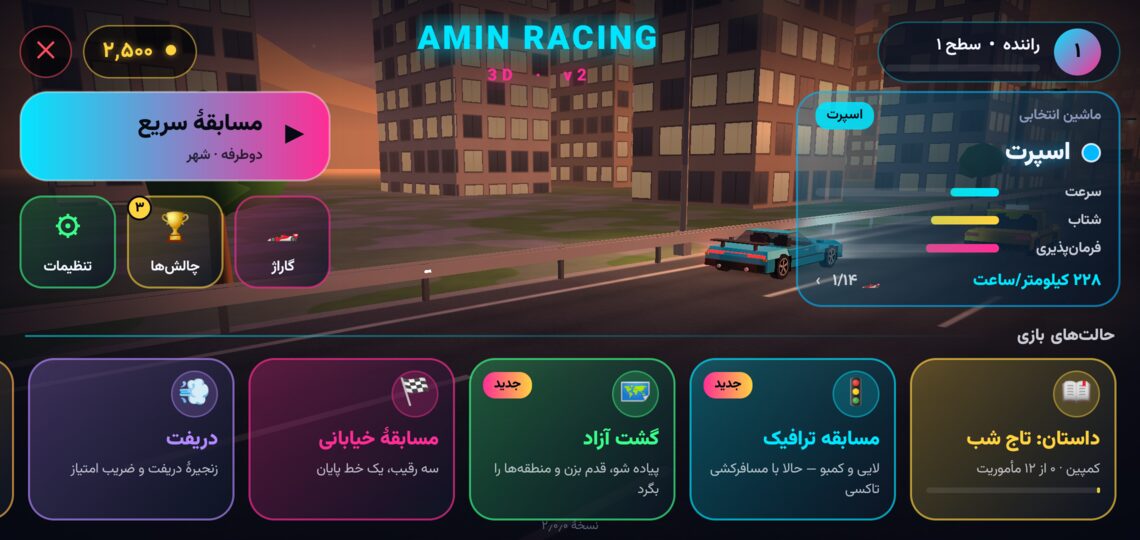 AMIN RACING
3D · v2
راننده • سطح ۱
۱
۲,۵۰۰
ماشین انتخابی
اسپرت
اسپرت
سرعت
شتاب
فرمان‌پذیری
۲۲۸ کیلومتر/ساعت
۱/۱۴ ‹
مسابقهٔ سریع
دوطرفه · شهر
گاراژ
۳
چالش‌ها
تنظیمات
حالت‌های بازی
داستان: تاج شب
کمپین · ۰ از ۱۲ مأموریت
جدید
مسابقه ترافیک
لایی و کمبو – حالا با مسافرکشی
تاکسی
جدید
گشت آزاد
پیاده شو، قدم بزن و منطقه‌ها را
بگرد
مسابقهٔ خیابانی
سه رقیب، یک خط پایان
دریفت
زنجیرهٔ دریفت و ضریب امتیاز
نسخهٔ ۲٫۰٫۰